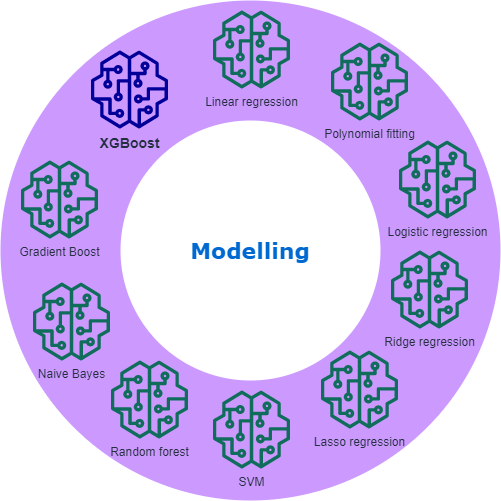 Linear regression
Polynomial fitting
Logistic regression
Ridge regression
Lasso regression
SVM
Random forest
Naive Bayes
Gradient Boost
XGBoost
Modelling